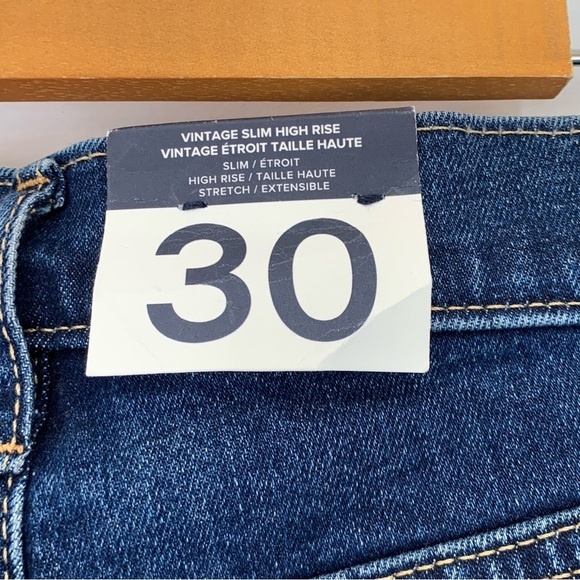 VINTAGE SLIM HIGH RISE
VINTAGE ÉTROIT TAILLE HAUTE
SLIM / ÉTROIT
HIGH RISE / TAILLE HAUTE
STRETCH / EXTENSIBLE
30